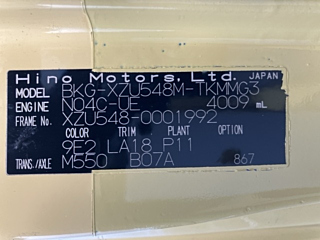 Hino Motors, Ltd. JAPAN
MODEL BKG-XZU548M-TKMMG3
ENGINE N04C-UE 4009 mL
FRAME No. XZU548-0001992
COLOR TRIM PLANT OPTION
9E2 LA18 P11
TRANS./AXLE M550 B07A 867